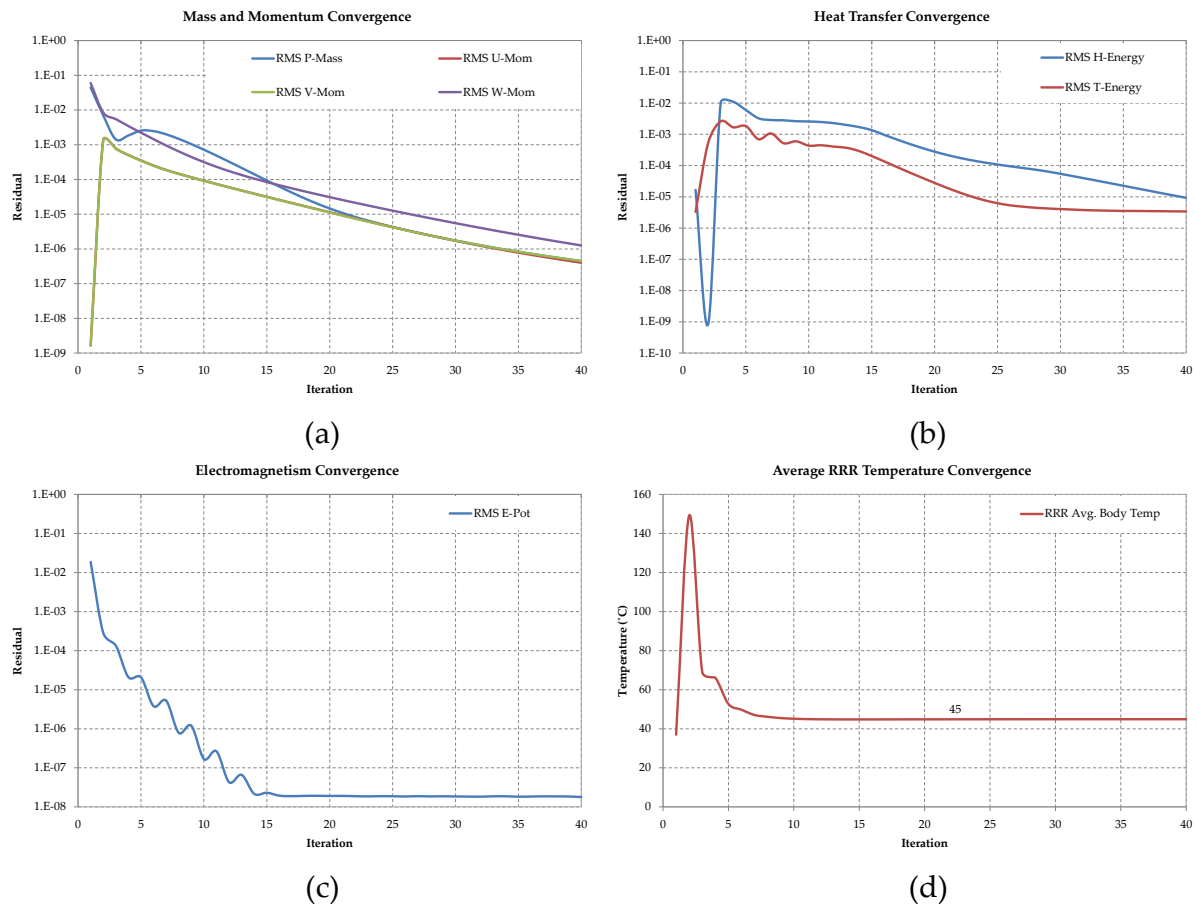 Mass and Momentum Convergence
1.E+00
1.E-01
1.E-02
1.E-03
1.E-04
1.E-05
1.E-06
1.E-07
1.E-08
1.E-09
Residual
RMS P-Mass
RMS U-Mom
RMS V-Mom
RMS W-Mom
0 5 10 15 20 25 30 35 40
Iteration
(a)
Heat Transfer Convergence
1.E+00
1.E-01
1.E-02
1.E-03
1.E-04
1.E-05
1.E-06
1.E-07
1.E-08
1.E-09
1.E-10
Residual
RMS H-Energy
RMS T-Energy
0 5 10 15 20 25 30 35 40
Iteration
(b)
Electromagnetism Convergence
1.E+00
1.E-01
1.E-02
1.E-03
1.E-04
1.E-05
1.E-06
1.E-07
1.E-08
Residual
RMS E-Pot
0 5 10 15 20 25 30 35 40
Iteration
(c)
Average RRR Temperature Convergence
160
140
120
100
80
60
40
20
0
Temperature (˚C)
RRR Avg. Body Temp
45
0 5 10 15 20 25 30 35 40
Iteration
(d)